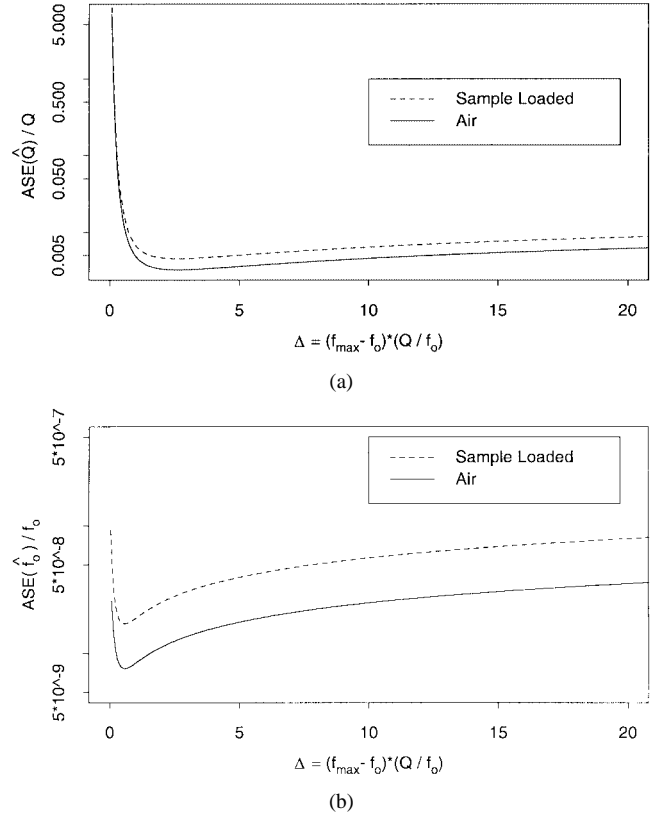 5.000
0.500
0.050
0.005
ASE(Q̂) / Q
Sample Loaded
Air
0 5 10 15 20
Δ = (f_max - f_o)*(Q / f_o)
(a)
5*10^-7
5*10^-8
5*10^-9
ASE(f̂_o) / f_o
Sample Loaded
Air
0 5 10 15 20
Δ = (f_max - f_o)*(Q / f_o)
(b)